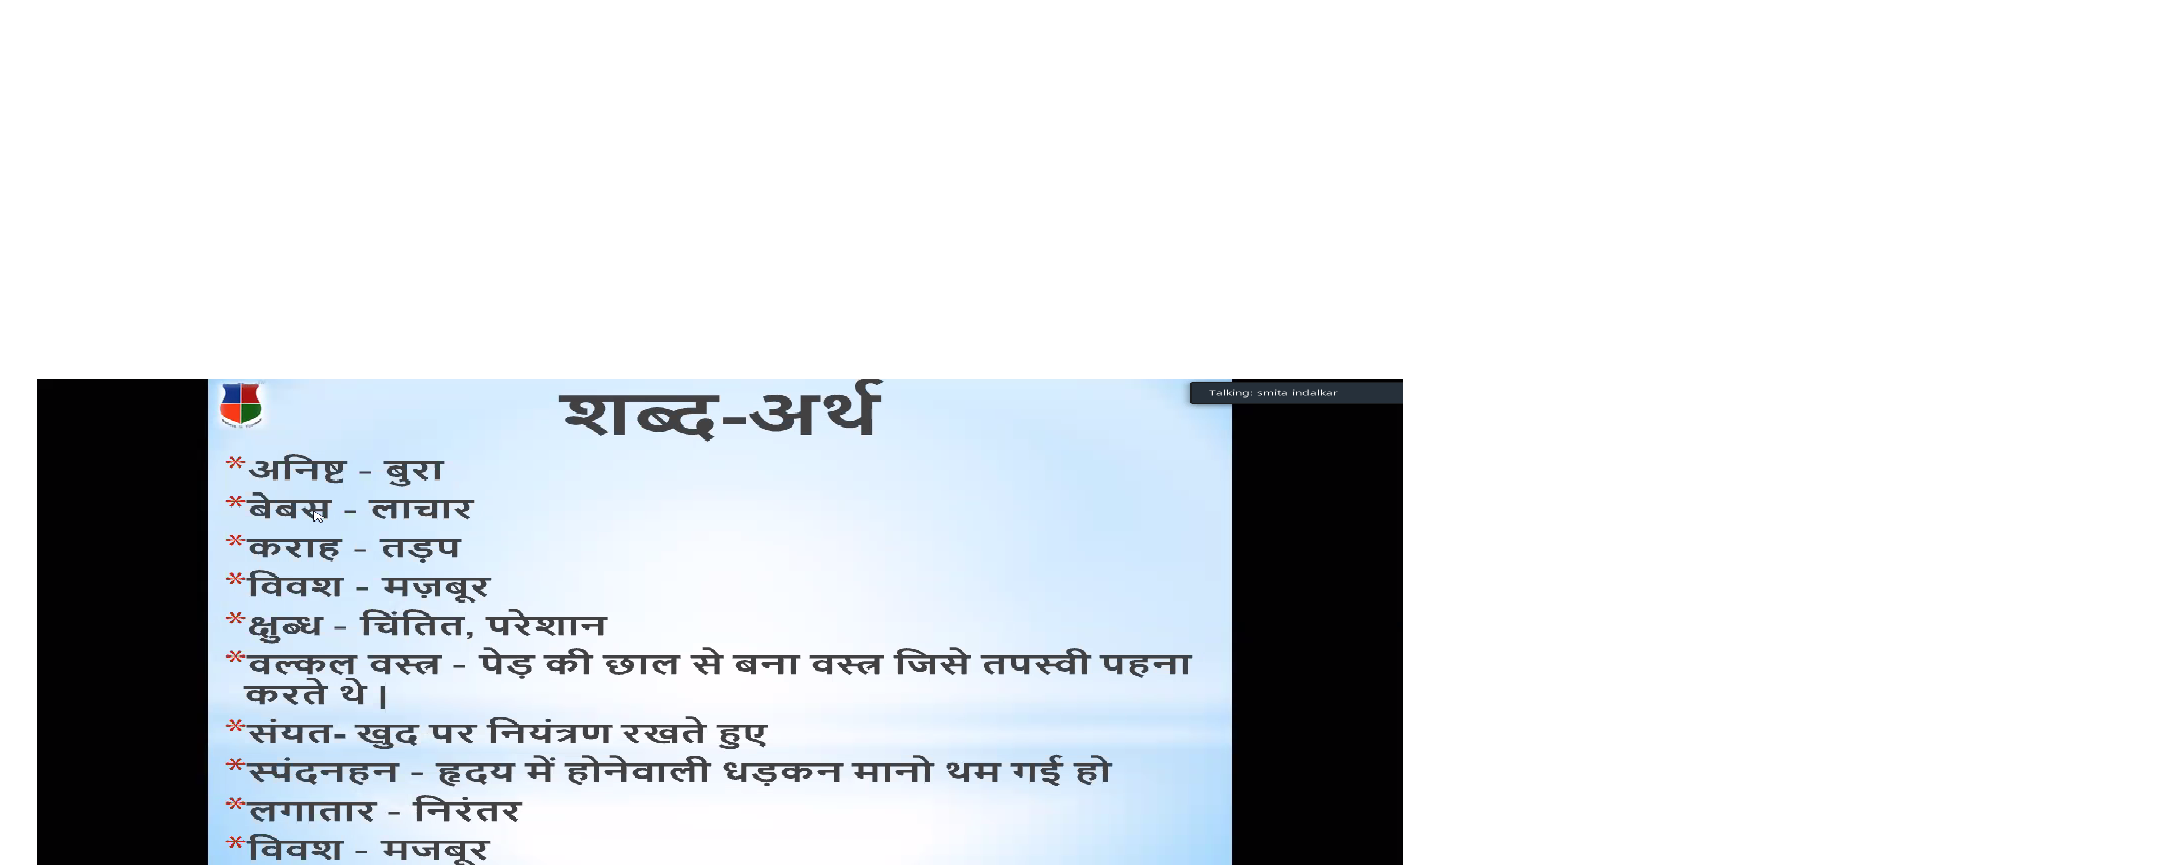 शब्द-अर्थ
Talking: smita indalkar
*अनिष्ट - बुरा
*बेबस - लाचार
*कराह - तड़प
*विवश - मज़बूर
*क्षुब्ध - चिंतित, परेशान
*वल्कल वस्त्र - पेड़ की छाल से बना वस्त्र जिसे तपस्वी पहना
करते थे |
*संयत- खुद पर नियंत्रण रखते हुए
*स्पंदनहन - हृदय में होनेवाली धड़कन मानो थम गई हो
*लगातार - निरंतर
*विवश - मजबूर